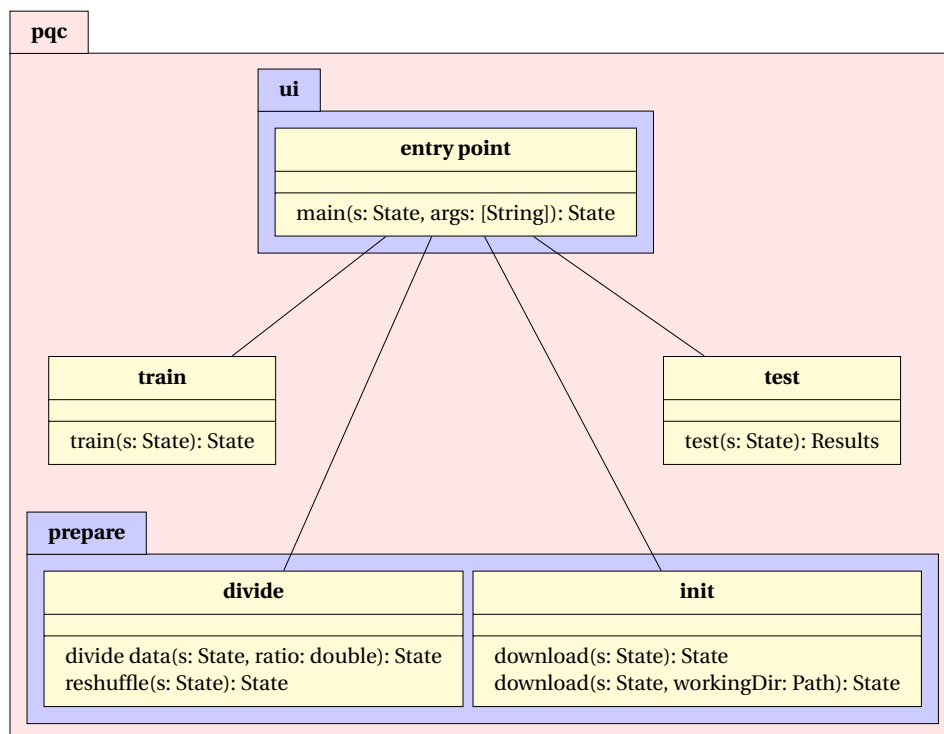 pqc
ui
entry point
main(s: State, args: [String]): State
train
train(s: State): State
test
test(s: State): Results
prepare
divide
divide data(s: State, ratio: double): State
reshuffle(s: State): State
init
download(s: State): State
download(s: State, workingDir: Path): State